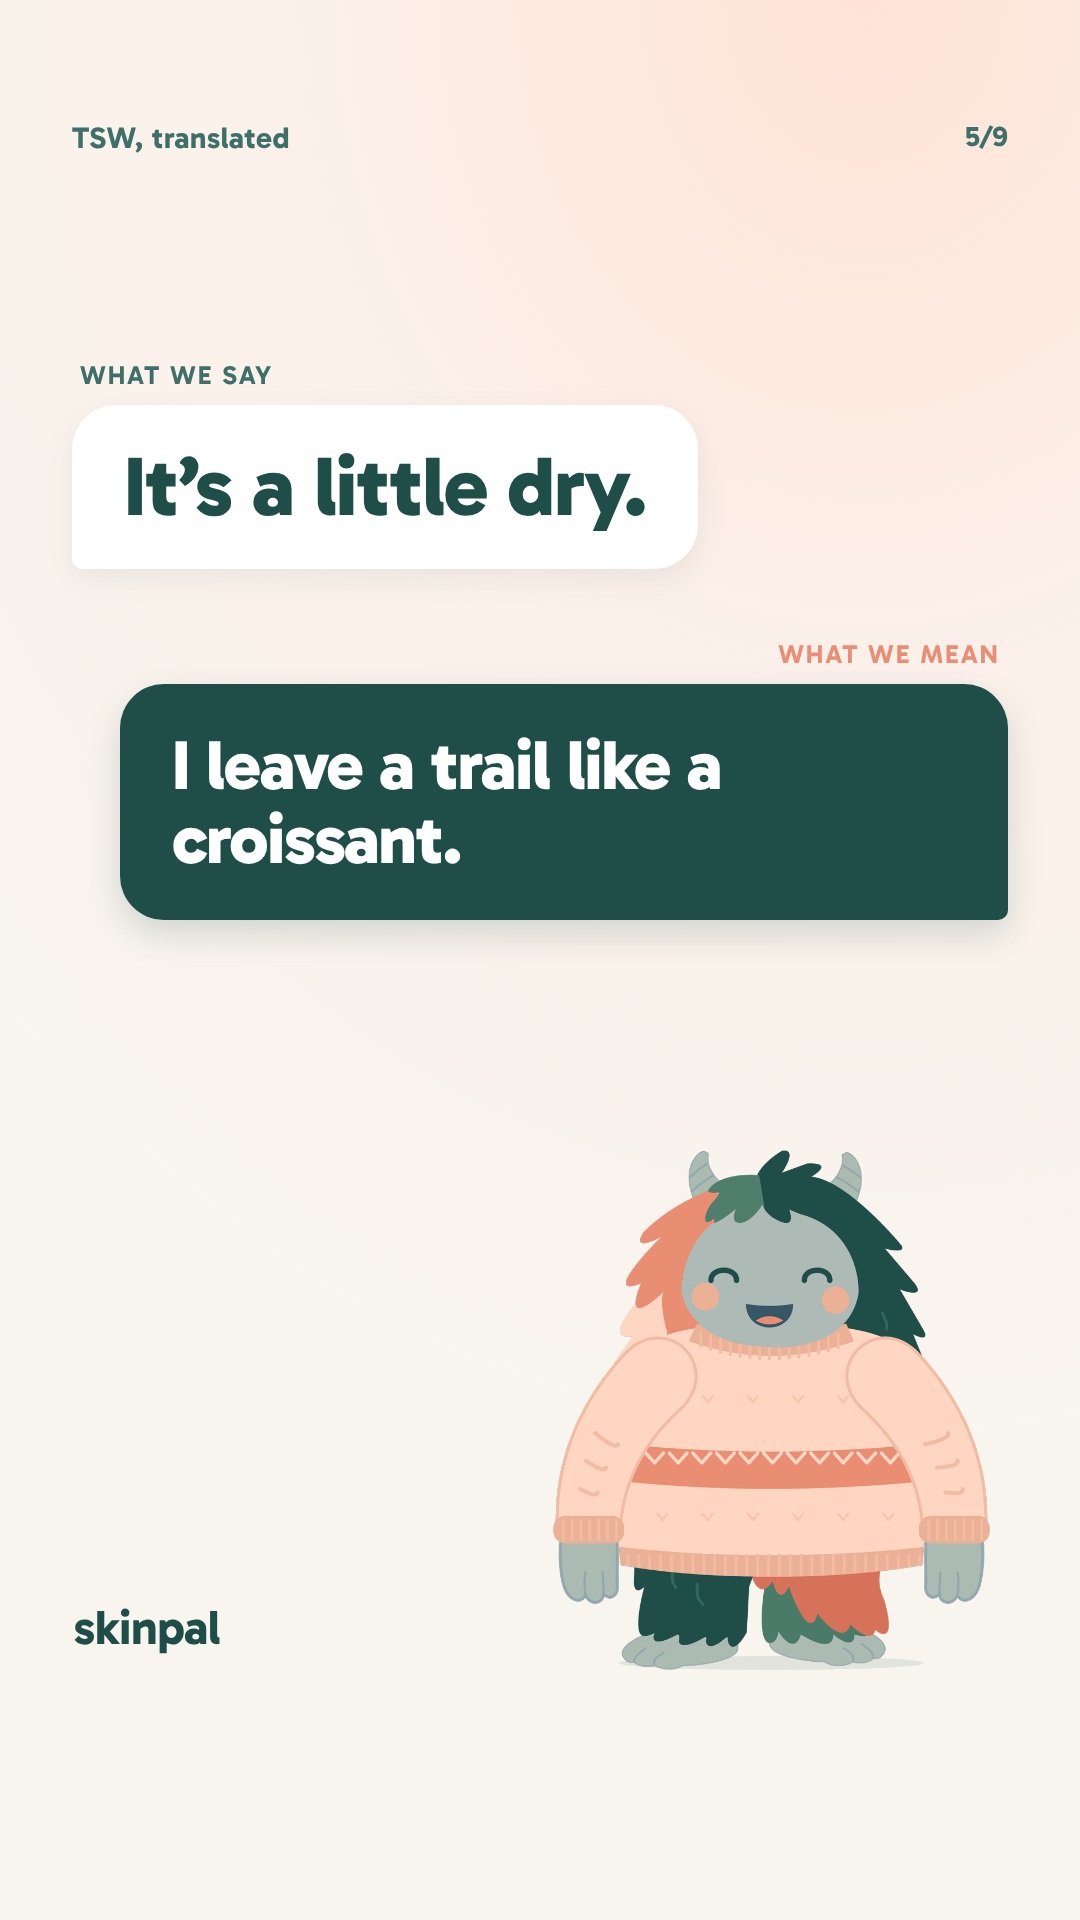 TSW, translated
5/9
WHAT WE SAY
It’s a little dry.
WHAT WE MEAN
I leave a trail like a
croissant.
skinpal